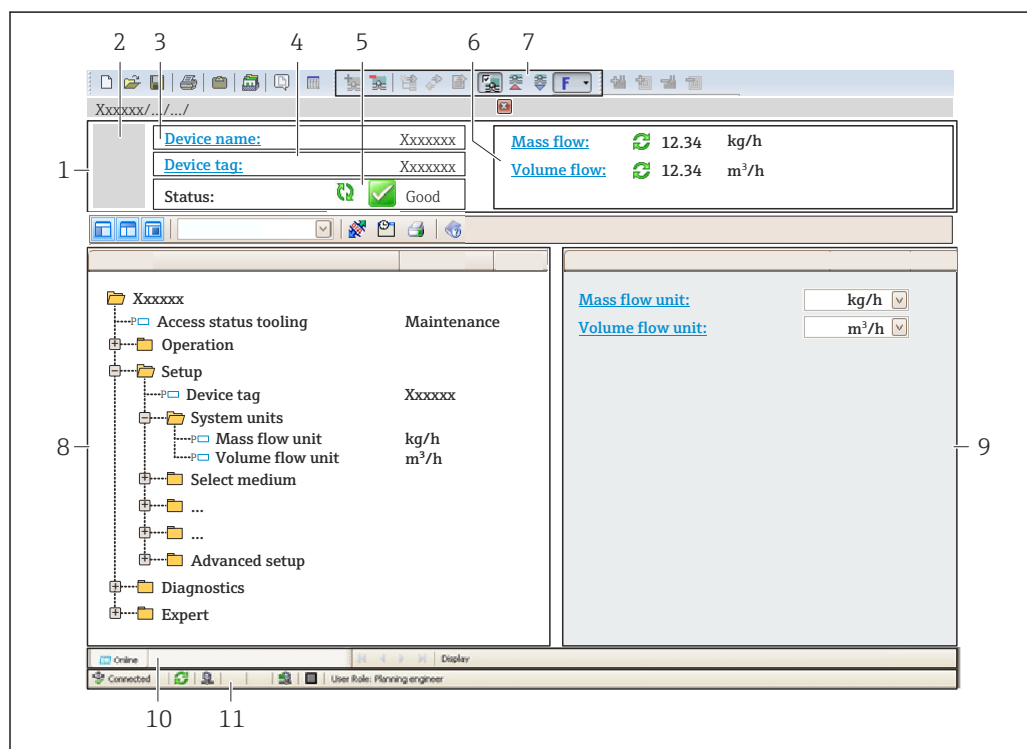 2 3 4 5 6 7
F
Xxxxxx/.../.../
1
Device name: Xxxxxxx
Device tag: Xxxxxxx
Status: Good
Mass flow: 12.34 kg/h
Volume flow: 12.34 m³/h
Xxxxxx
P Access status tooling Maintenance
Operation
Setup
P Device tag Xxxxxx
System units
P Mass flow unit kg/h
P Volume flow unit m³/h
Select medium
...
...
Advanced setup
Diagnostics
Expert
8
Mass flow unit: kg/h
Volume flow unit: m³/h
9
Online Display
Connected User Role: Planning engineer
10 11